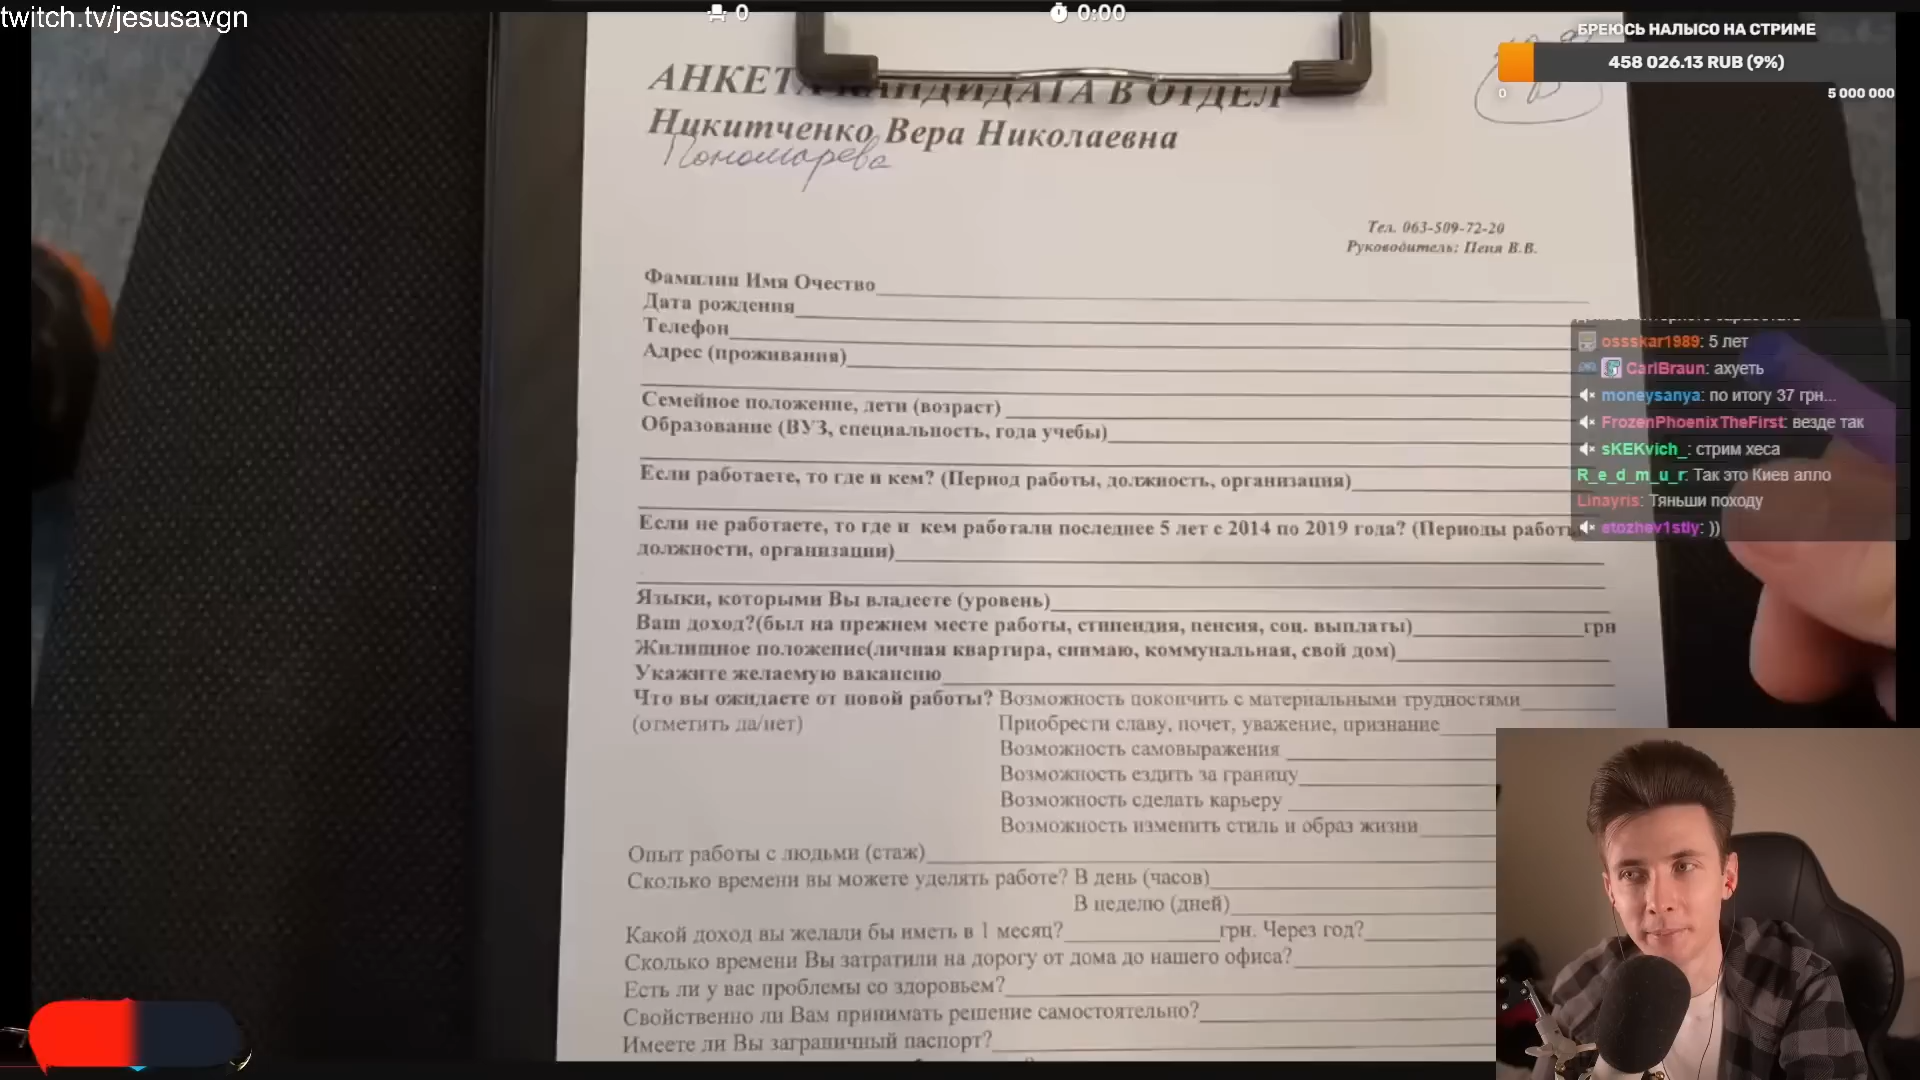 twitch.tv/jesusavgn
0
0:00
БРЕЮСЬ НАЛЫСО НА СТРИМЕ
458 026.13 RUB (9%)
0
5 000 000
АНКЕТА КАНДИДАТА В ОТДЕЛ
Никитченко Вера Николаевна
Пономарева
Тел. 063-509-72-20
Руководитель: Пеня В.В.
Фамилии Имя Очество
Дата рождения
Телефон
Адрес (проживания)
Семейное положение, дети (возраст)
Образование (ВУЗ, специальность, года учебы)
Если работаете, то где и кем? (Период работы, должность, организация)
Если не работаете, то где и кем работали последнее 5 лет с 2014 по 2019 года? (Периоды работы
должности, организации)
Языки, которыми Вы владеете (уровень)
Ваш доход?(был на прежнем месте работы, стипендия, пенсия, соц. выплаты) грн
Жилищное положение(личная квартира, снимаю, коммунальная, свой дом)
Укажите желаемую вакансию
Что вы ожидаете от новой работы? Возможность покончить с материальными трудностями
(отметить да/нет) Приобрести славу, почет, уважение, признание
Возможность самовыражения
Возможность ездить за границу
Возможность сделать карьеру
Возможность изменить стиль и образ жизни
Опыт работы с людьми (стаж)
Сколько времени вы можете уделять работе? В день (часов)
В неделю (дней)
Какой доход вы желали бы иметь в 1 месяц? грн. Через год?
Сколько времени Вы затратили на дорогу от дома до нашего офиса?
Есть ли у вас проблемы со здоровьем?
Свойственно ли Вам принимать решение самостоятельно?
Имеете ли Вы заграничный паспорт?
ossskar1989: 5 лет
CarlBraun: ахуеть
moneysanya: по итогу 37 грн...
FrozenPhoenixTheFirst: везде так
sKEKvich_: стрим хеса
R_e_d_m_u_r: Так это Киев алло
Linayris: Тяньши походу
etozhev1stly: ))